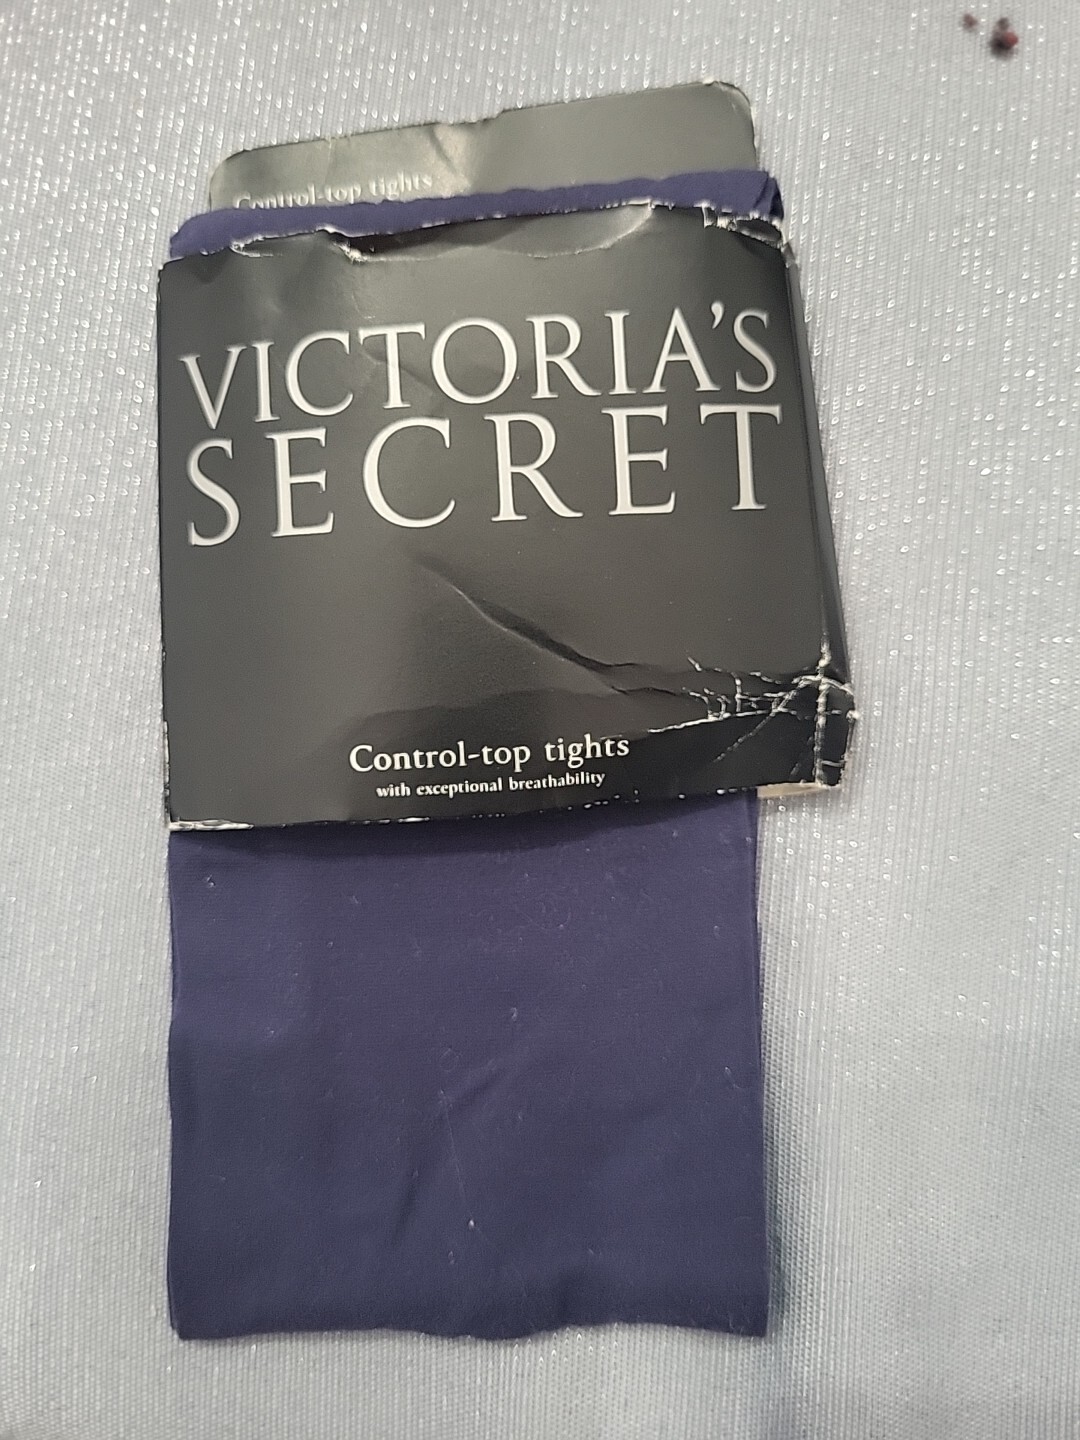 Control-top tights
VICTORIA'S
SECRET
Control-top tights
with exceptional breathability